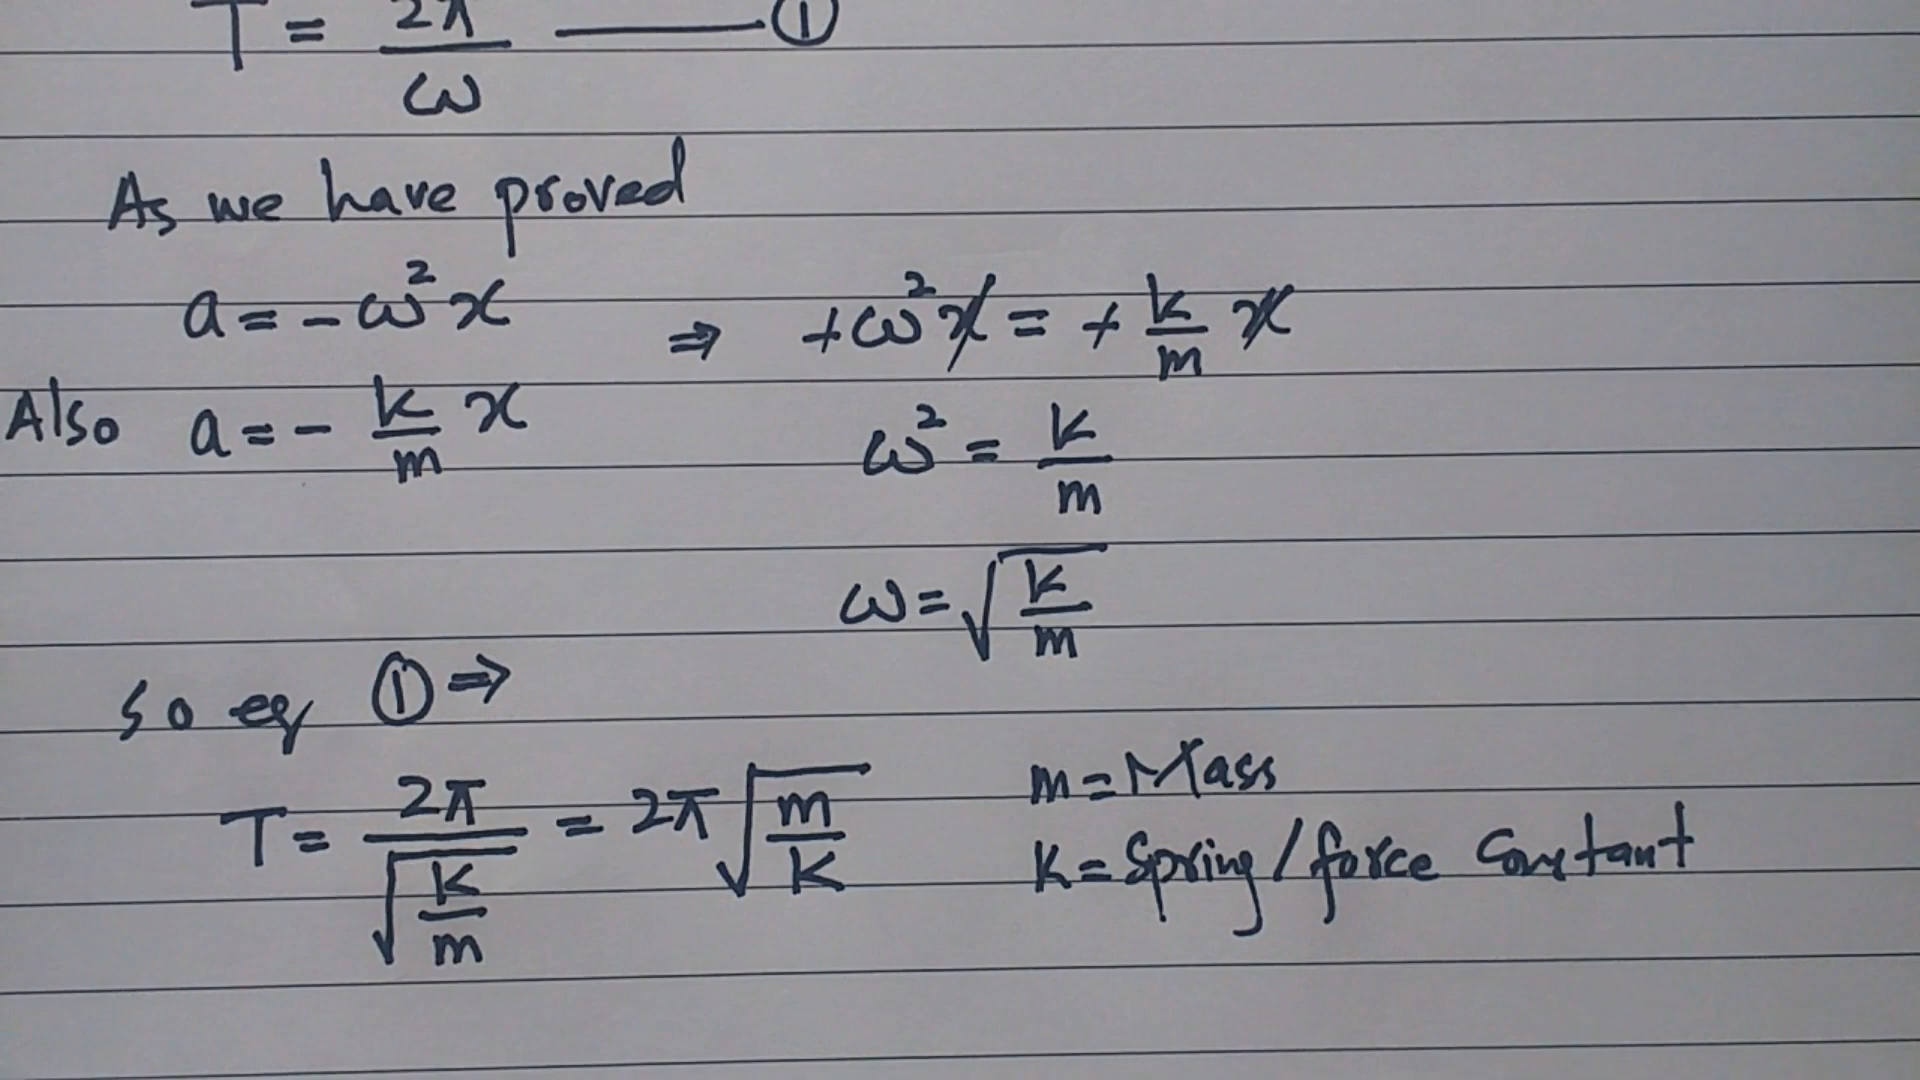 T = 2π/ω ——— ①
As we have proved
a = - ω²x ⇒ +ω²x = + k/m x
Also a = - k/m x
ω² = k/m
ω = √(k/m)
So eq ① ⇒
T = 2π/√(k/m) = 2π√(m/k)
m = Mass
K = Spring / force Constant